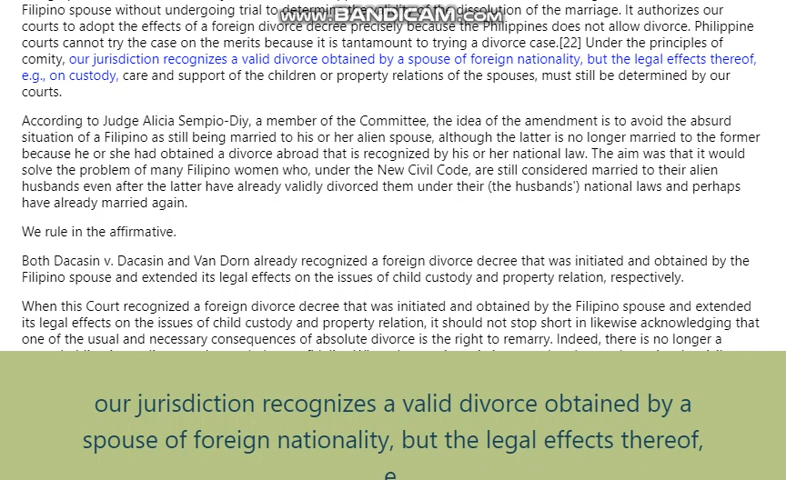 Filipino spouse without undergoing trial to determine the validity of the dissolution of the marriage. It authorizes our
WWW.BANDICAM.COM
courts to adopt the effects of a foreign divorce decree precisely because the Philippines does not allow divorce. Philippine
courts cannot try the case on the merits because it is tantamount to trying a divorce case.[22] Under the principles of
comity, our jurisdiction recognizes a valid divorce obtained by a spouse of foreign nationality, but the legal effects thereof,
e.g., on custody, care and support of the children or property relations of the spouses, must still be determined by our
courts.
According to Judge Alicia Sempio-Diy, a member of the Committee, the idea of the amendment is to avoid the absurd
situation of a Filipino as still being married to his or her alien spouse, although the latter is no longer married to the former
because he or she had obtained a divorce abroad that is recognized by his or her national law. The aim was that it would
solve the problem of many Filipino women who, under the New Civil Code, are still considered married to their alien
husbands even after the latter have already validly divorced them under their (the husbands') national laws and perhaps
have already married again.
We rule in the affirmative.
Both Dacasin v. Dacasin and Van Dorn already recognized a foreign divorce decree that was initiated and obtained by the
Filipino spouse and extended its legal effects on the issues of child custody and property relation, respectively.
When this Court recognized a foreign divorce decree that was initiated and obtained by the Filipino spouse and extended
its legal effects on the issues of child custody and property relation, it should not stop short in likewise acknowledging that
one of the usual and necessary consequences of absolute divorce is the right to remarry. Indeed, there is no longer a
our jurisdiction recognizes a valid divorce obtained by a
spouse of foreign nationality, but the legal effects thereof,
e